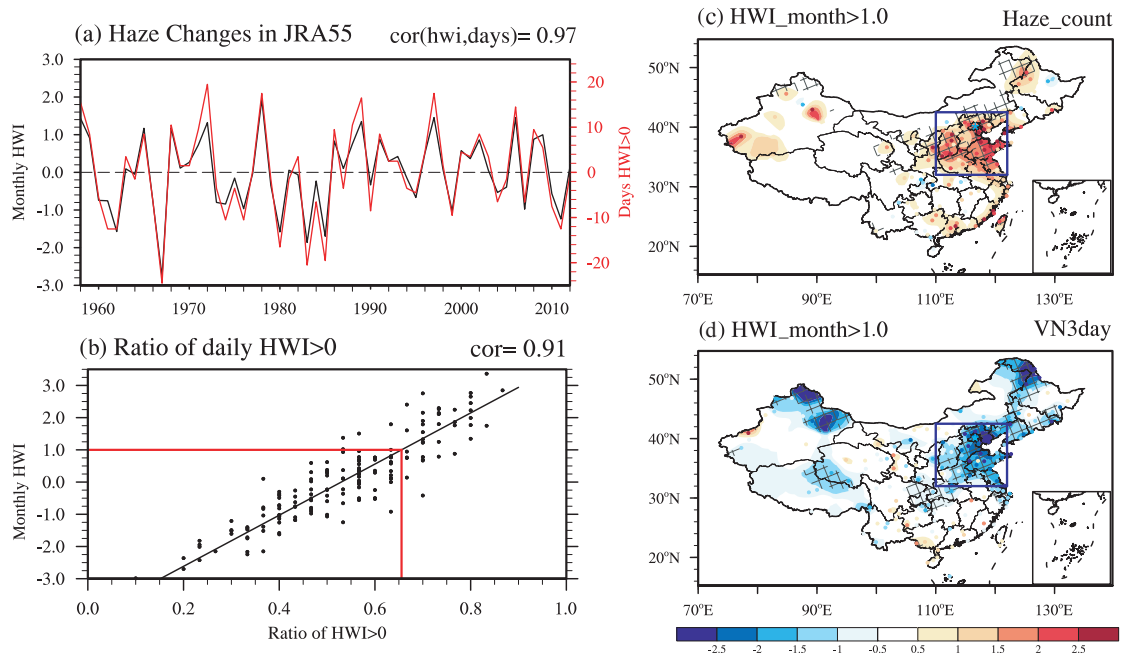 (a) Haze Changes in JRA55 cor(hwi,days)= 0.97
3.0
2.0
1.0
0.0
-1.0
-2.0
-3.0
Monthly HWI
20
10
0
-10
-20
Days HWI>0
1960 1970 1980 1990 2000 2010
(b) Ratio of daily HWI>0 cor= 0.91
3.0
2.0
1.0
0.0
-1.0
-2.0
-3.0
Monthly HWI
0.0 0.2 0.4 0.6 0.8 1.0
Ratio of HWI>0
(c) HWI_month>1.0 Haze_count
50°N
40°N
30°N
20°N
70°E 90°E 110°E 130°E
(d) HWI_month>1.0 VN3day
50°N
40°N
30°N
20°N
70°E 90°E 110°E 130°E
-2.5 -2 -1.5 -1 -0.5 0.5 1 1.5 2 2.5